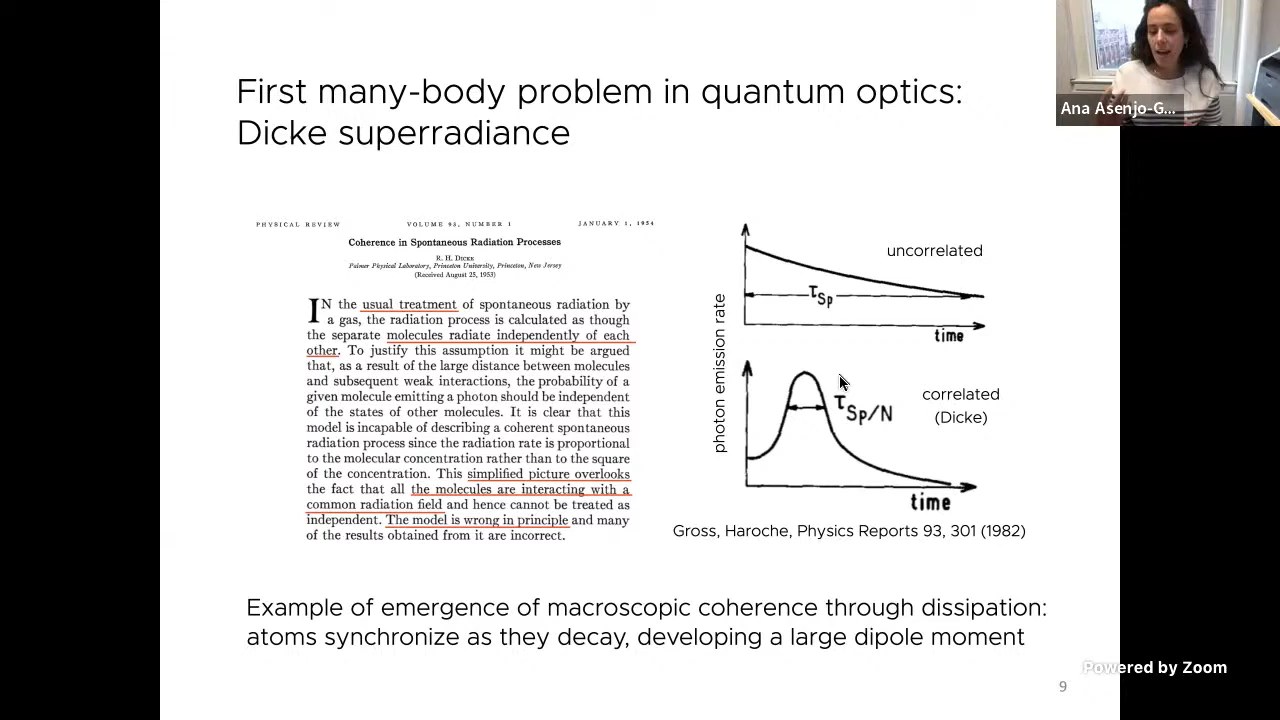 First many-body problem in quantum optics:
Dicke superradiance
Ana Asenjo-G...
PHYSICAL REVIEW VOLUME 93, NUMBER 1 JANUARY 1, 1954
Coherence in Spontaneous Radiation Processes
R. H. DICKE
Palmer Physical Laboratory, Princeton University, Princeton, New Jersey
(Received August 25, 1953)
IN the usual treatment of spontaneous radiation by
a gas, the radiation process is calculated as though
the separate molecules radiate independently of each
other. To justify this assumption it might be argued
that, as a result of the large distance between molecules
and subsequent weak interactions, the probability of a
given molecule emitting a photon should be independent
of the states of other molecules. It is clear that this
model is incapable of describing a coherent spontaneous
radiation process since the radiation rate is proportional
to the molecular concentration rather than to the square
of the concentration. This simplified picture overlooks
the fact that all the molecules are interacting with a
common radiation field and hence cannot be treated as
independent. The model is wrong in principle and many
of the results obtained from it are incorrect.
photon emission rate
uncorrelated
τSp
time
τSp/N
correlated
(Dicke)
time
Gross, Haroche, Physics Reports 93, 301 (1982)
Example of emergence of macroscopic coherence through dissipation:
atoms synchronize as they decay, developing a large dipole moment
Powered by Zoom
9